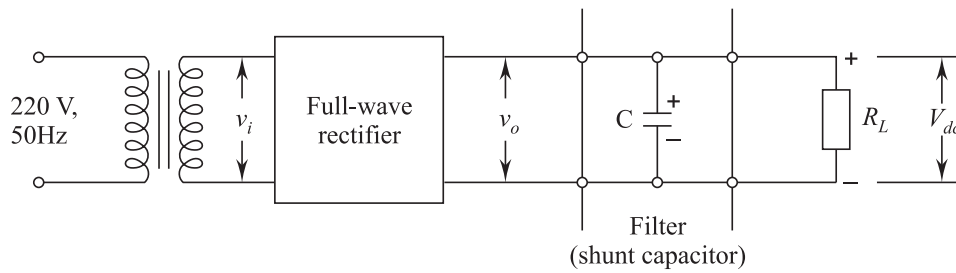 220 V,
50Hz
v_i
Full-wave
rectifier
v_o
C
+
−
+
−
R_L
V_dc
Filter
(shunt capacitor)